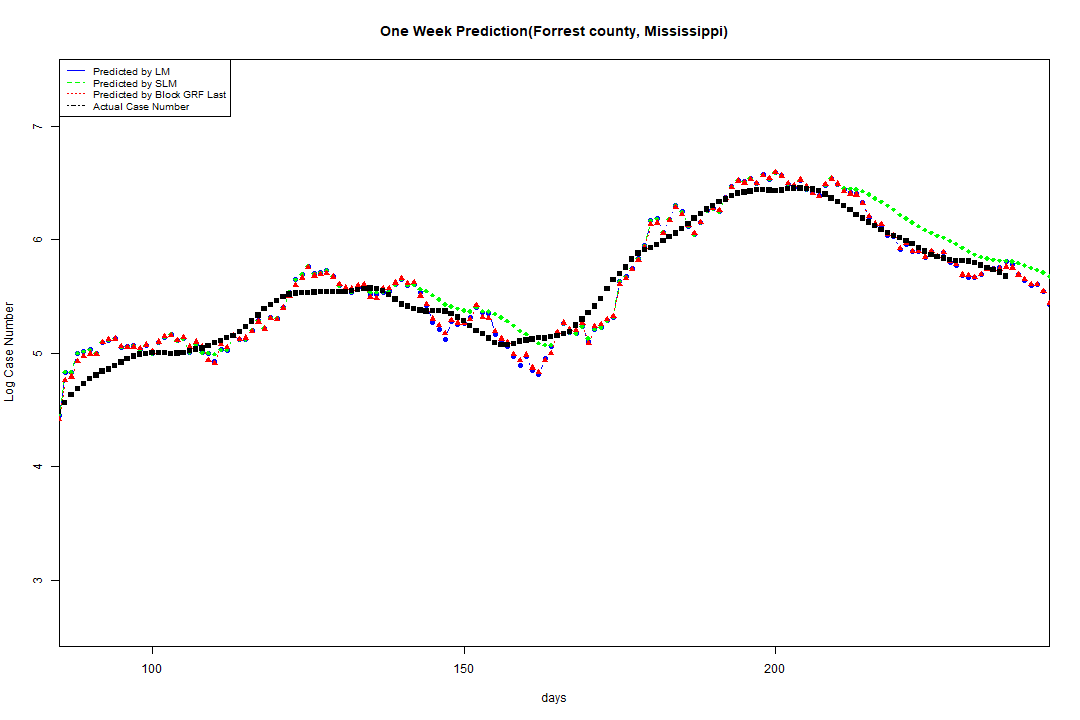 One Week Prediction(Forrest county, Mississippi)
Predicted by LM
Predicted by SLM
Predicted by Block GRF Last
Actual Case Number
7
6
5
4
3
Log Case Number
100 150 200
days